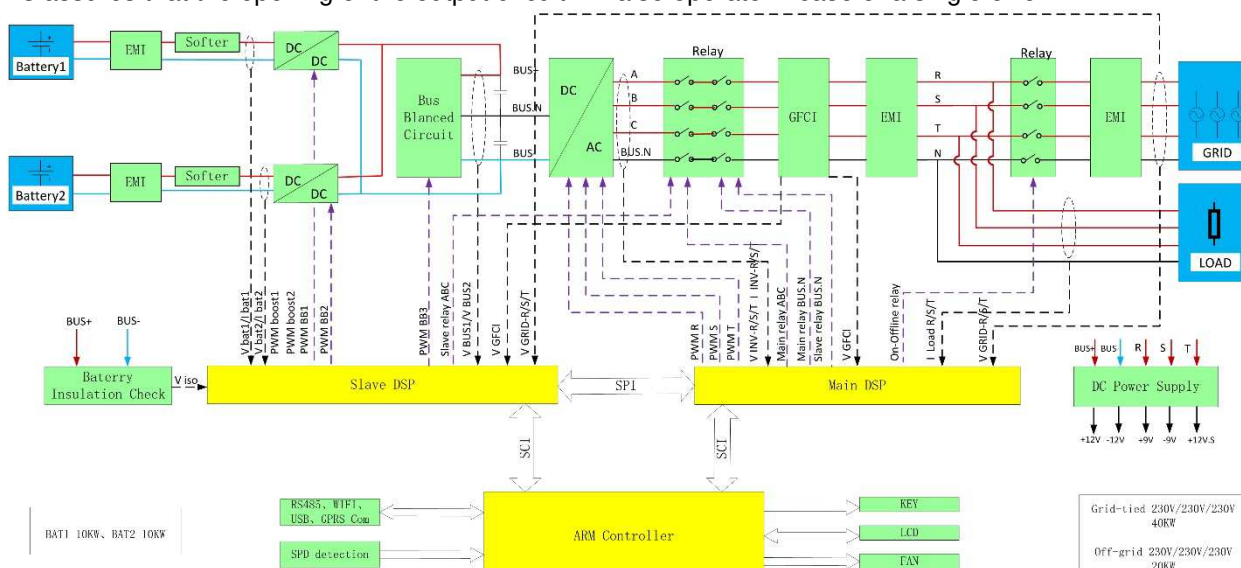 Relay
Relay
EMI
Softer
DC
DC
Battery1
BUS+
A
B
C
BUS.N
DC
AC
BUS.N
BUS
Bus
Blanced
Circuit
GFCI
EMI
R
S
T
N
EMI
GRID
Battery2
EMI
Softer
DC
DC
LOAD
V bat1/I bat1
V bat2/I bat2
PWM boost1
PWM boost2
PWM BB1
PWM BB2
PWM BB3
Slave relay ABC
V BUS1/V BUS2
V GFCI
V GRID-R/S/T
PWM R
PWM S
PWM T
V INV-R/S/T I INV-R/S/T
Main relay ABC
Main relay BUS.N
Slave relay BUS.N
V GFCI
On-Offline relay
I Load R/S/T
V GRID-R/S/T
BUS+
BUS-
Baterry
Insulation Check
V iso
Slave DSP
SPI
Main DSP
BUS+
BUS-
R
S
T
DC Power Supply
+12V
-12V
+9V
-9V
+12V.S
SCI
SCI
RS485、WIFI、
USB、GPRS Com
SPD detection
ARM Controller
KEY
LCD
FAN
BAT1 10KW、BAT2 10KW
Grid-tied 230V/230V/230V
40KW
Off-grid 230V/230V/230V
20KW